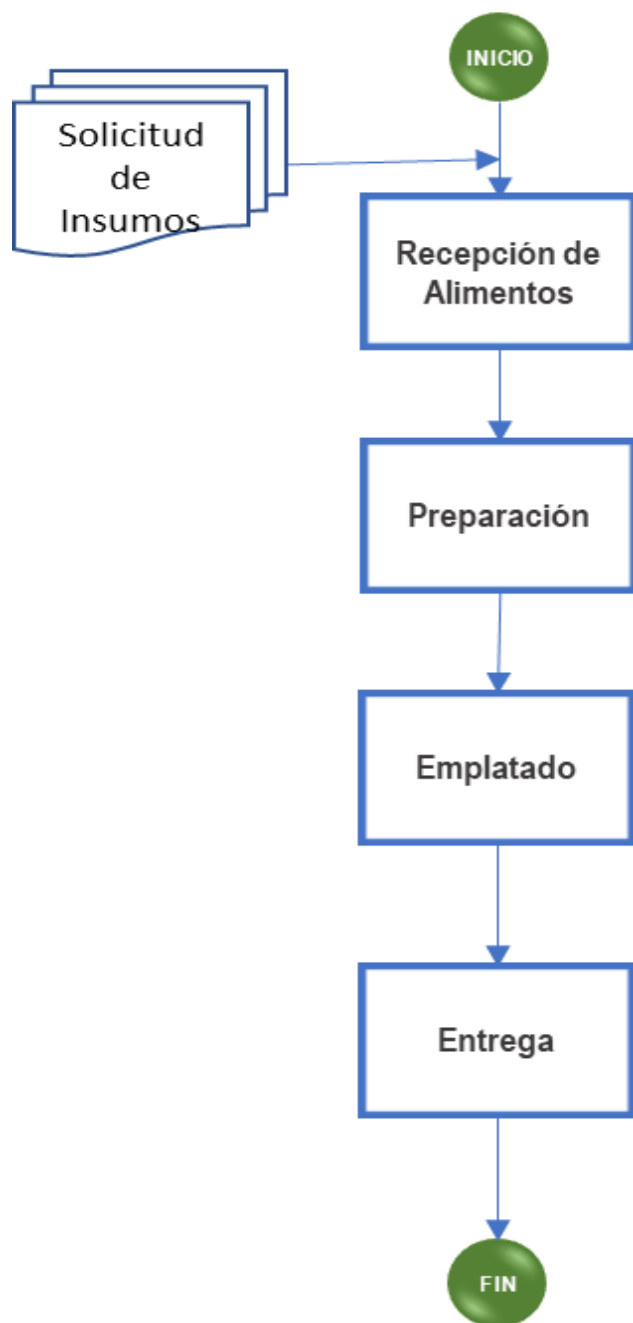 INICIO
Solicitud
de
Insumos
Recepción de
Alimentos
Preparación
Emplatado
Entrega
FIN